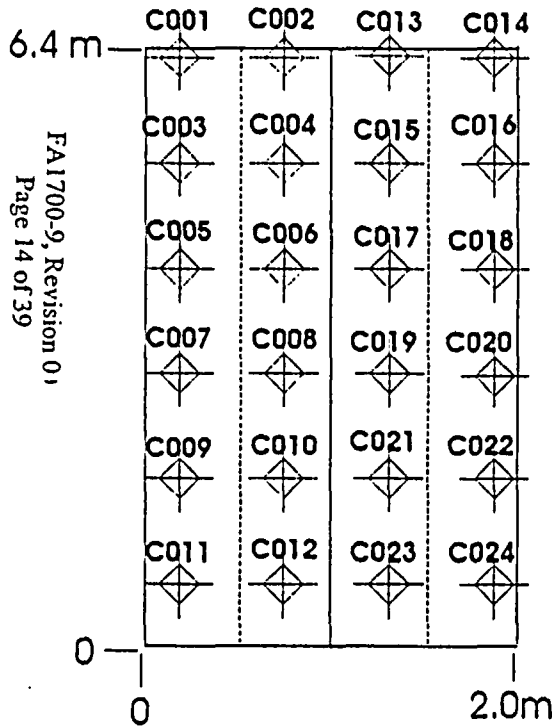 C001 C002 C013 C014
6.4 m
C003 C004 C015 C016
C005 C006 C017 C018
C007 C008 C019 C020
C009 C010 C021 C022
C011 C012 C023 C024
0
0 2.0m
FA1700-9, Revision 0
Page 14 of 39